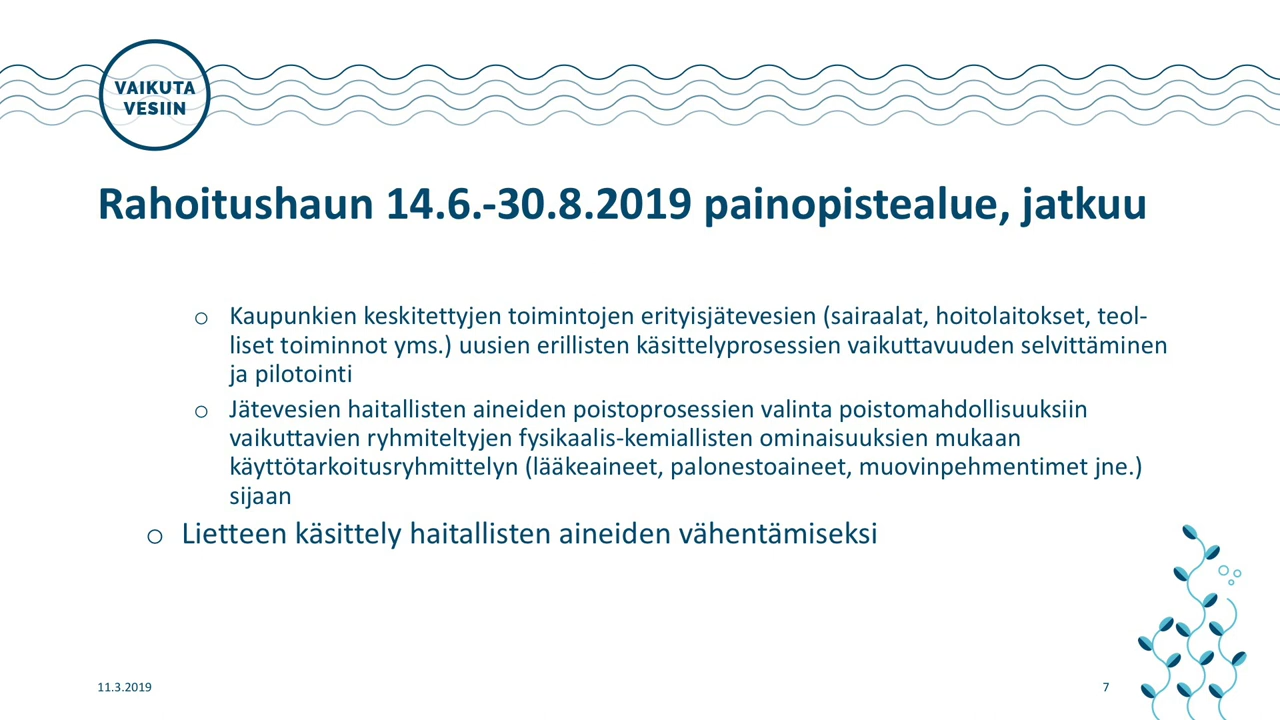 VAIKUTA
VESIIN
Rahoitushaun 14.6.-30.8.2019 painopistealue, jatkuu
o Kaupunkien keskitettyjen toimintojen erityisjätevesien (sairaalat, hoitolaitokset, teol-
liset toiminnot yms.) uusien erillisten käsittelyprosessien vaikuttavuuden selvittäminen
ja pilotointi
o Jätevesien haitallisten aineiden poistoprosessien valinta poistomahdollisuuksiin
vaikuttavien ryhmiteltyjen fysikaalis-kemiallisten ominaisuuksien mukaan
käyttötarkoitusryhmittelyn (lääkeaineet, palonestoaineet, muovinpehmentimet jne.)
sijaan
o Lietteen käsittely haitallisten aineiden vähentämiseksi
11.3.2019
7